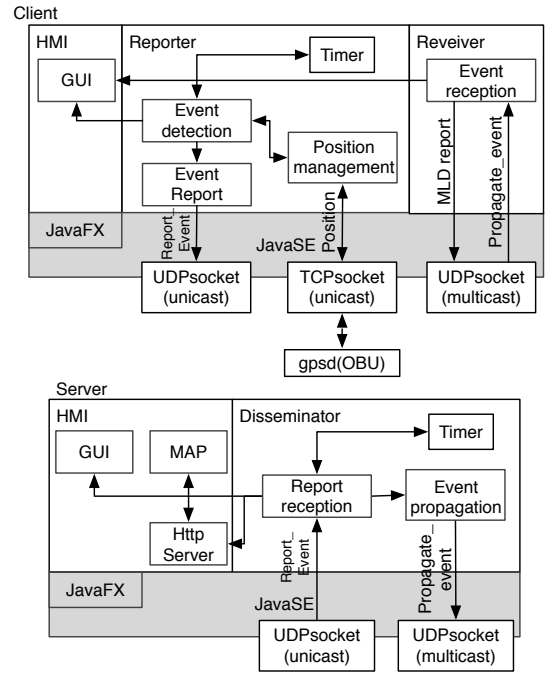 Client
HMI
Reporter
Reveiver
Timer
GUI
Event
reception
Event
detection
Position
management
Event
Report
MLD report
Propagate_event
Report_
Event
Position
JavaFX
JavaSE
UDPsocket
(unicast)
TCPsocket
(unicast)
UDPsocket
(multicast)
gpsd(OBU)
Server
HMI
Disseminator
Timer
GUI
MAP
Report
reception
Event
propagation
Http
Server
Report_
Event
Propagate_
event
JavaFX
JavaSE
UDPsocket
(unicast)
UDPsocket
(multicast)